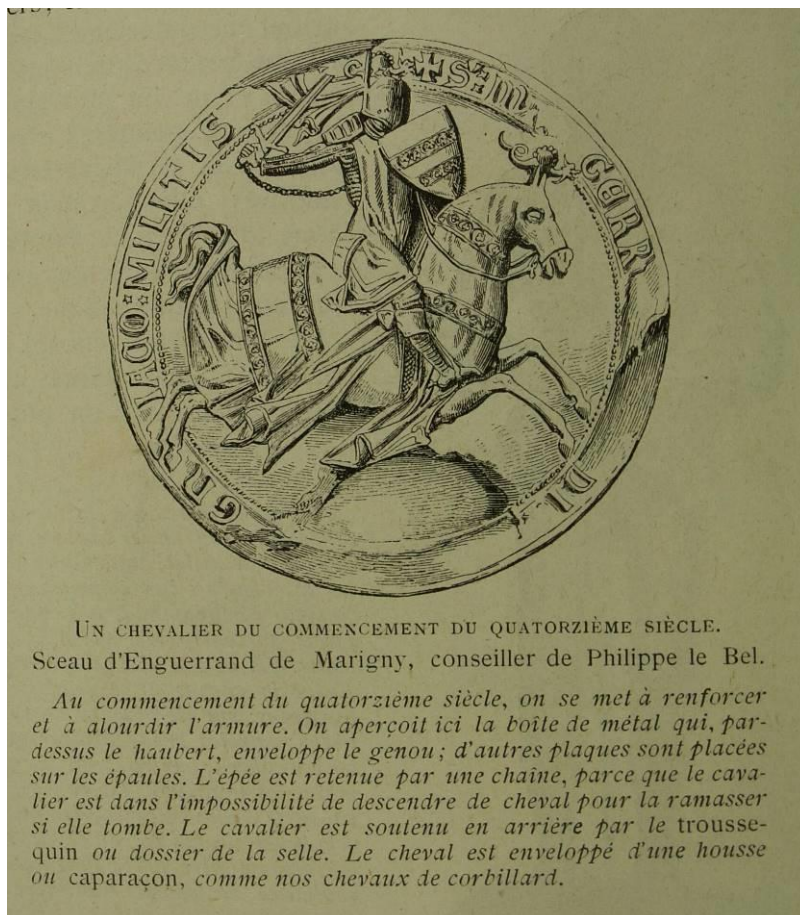 ✠ S: M
GERR
DI
GR
IACO: MILITIS
UN CHEVALIER DU COMMENCEMENT DU QUATORZIÈME SIÈCLE.
Sceau d'Enguerrand de Marigny, conseiller de Philippe le Bel.
Au commencement du quatorzième siècle, on se met à renforcer
et à alourdir l'armure. On aperçoit ici la boîte de métal qui, par-
dessus le haubert, enveloppe le genou; d'autres plaques sont placées
sur les épaules. L'épée est retenue par une chaîne, parce que le cava-
lier est dans l'impossibilité de descendre de cheval pour la ramasser
si elle tombe. Le cavalier est soutenu en arrière par le trousse-
quin ou dossier de la selle. Le cheval est enveloppé d'une housse
ou caparaçon, comme nos chevaux de corbillard.